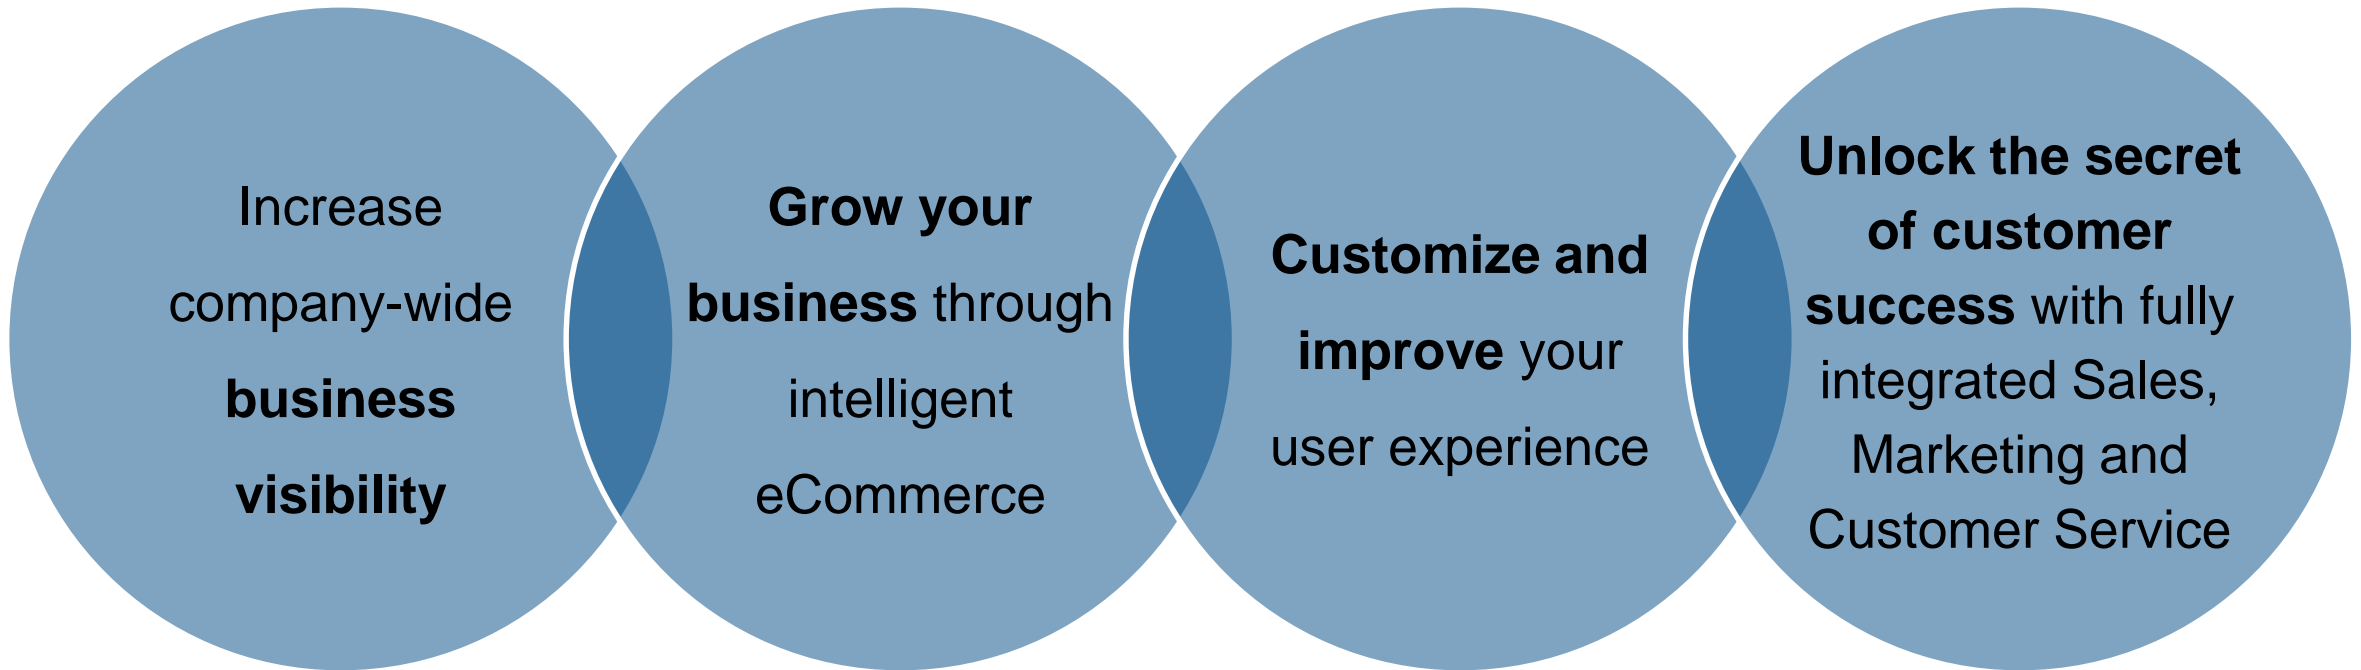 Increase
company-wide
business
visibility
Grow your
business through
intelligent
eCommerce
Customize and
improve your
user experience
Unlock the secret
of customer
success with fully
integrated Sales,
Marketing and
Customer Service